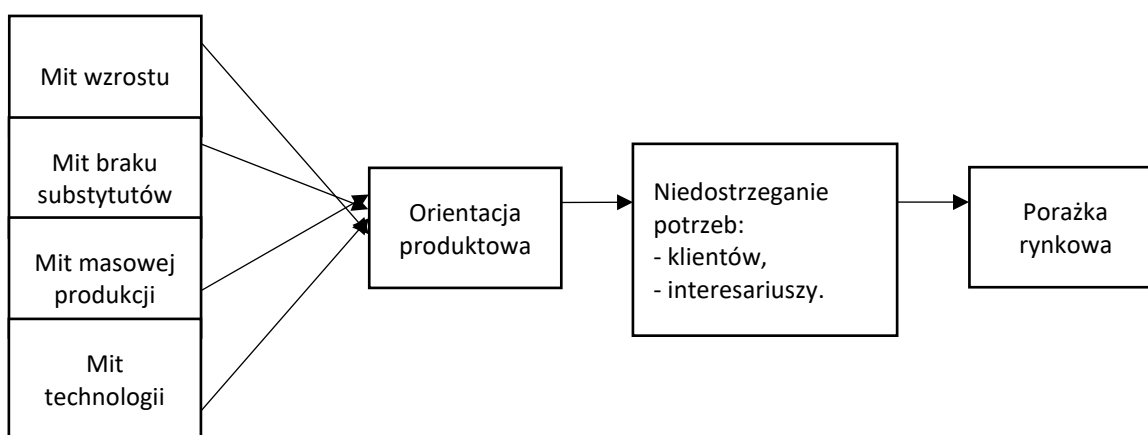 Mit wzrostu
Mit braku
substytutów
Mit masowej
produkcji
Mit
technologii
Orientacja
produktowa
Niedostrzeganie
potrzeb:
- klientów,
- interesariuszy.
Porażka
rynkowa